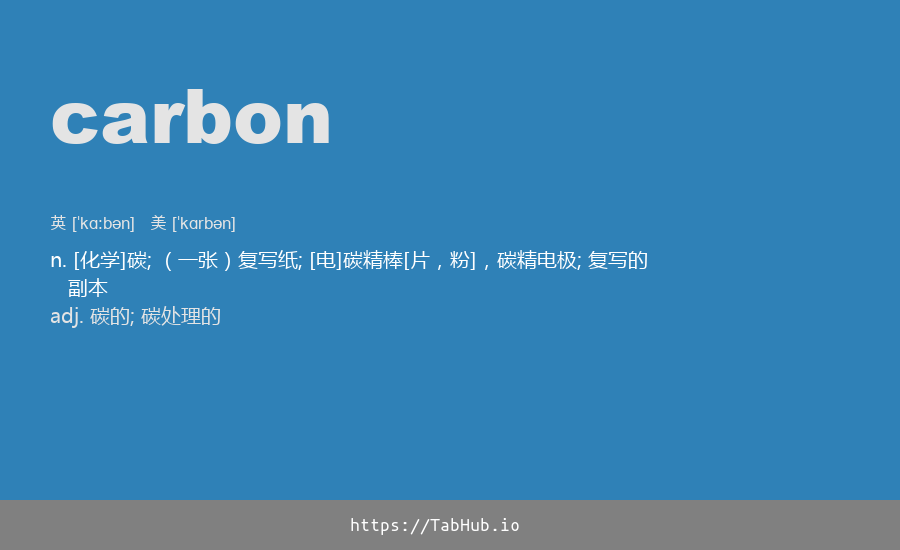 carbon
英 [ˈkɑːbən] 美 [ˈkɑrbən]
n. [化学]碳; （一张）复写纸; [电]碳精棒[片，粉]，碳精电极; 复写的
副本
adj. 碳的; 碳处理的
https://TabHub.io